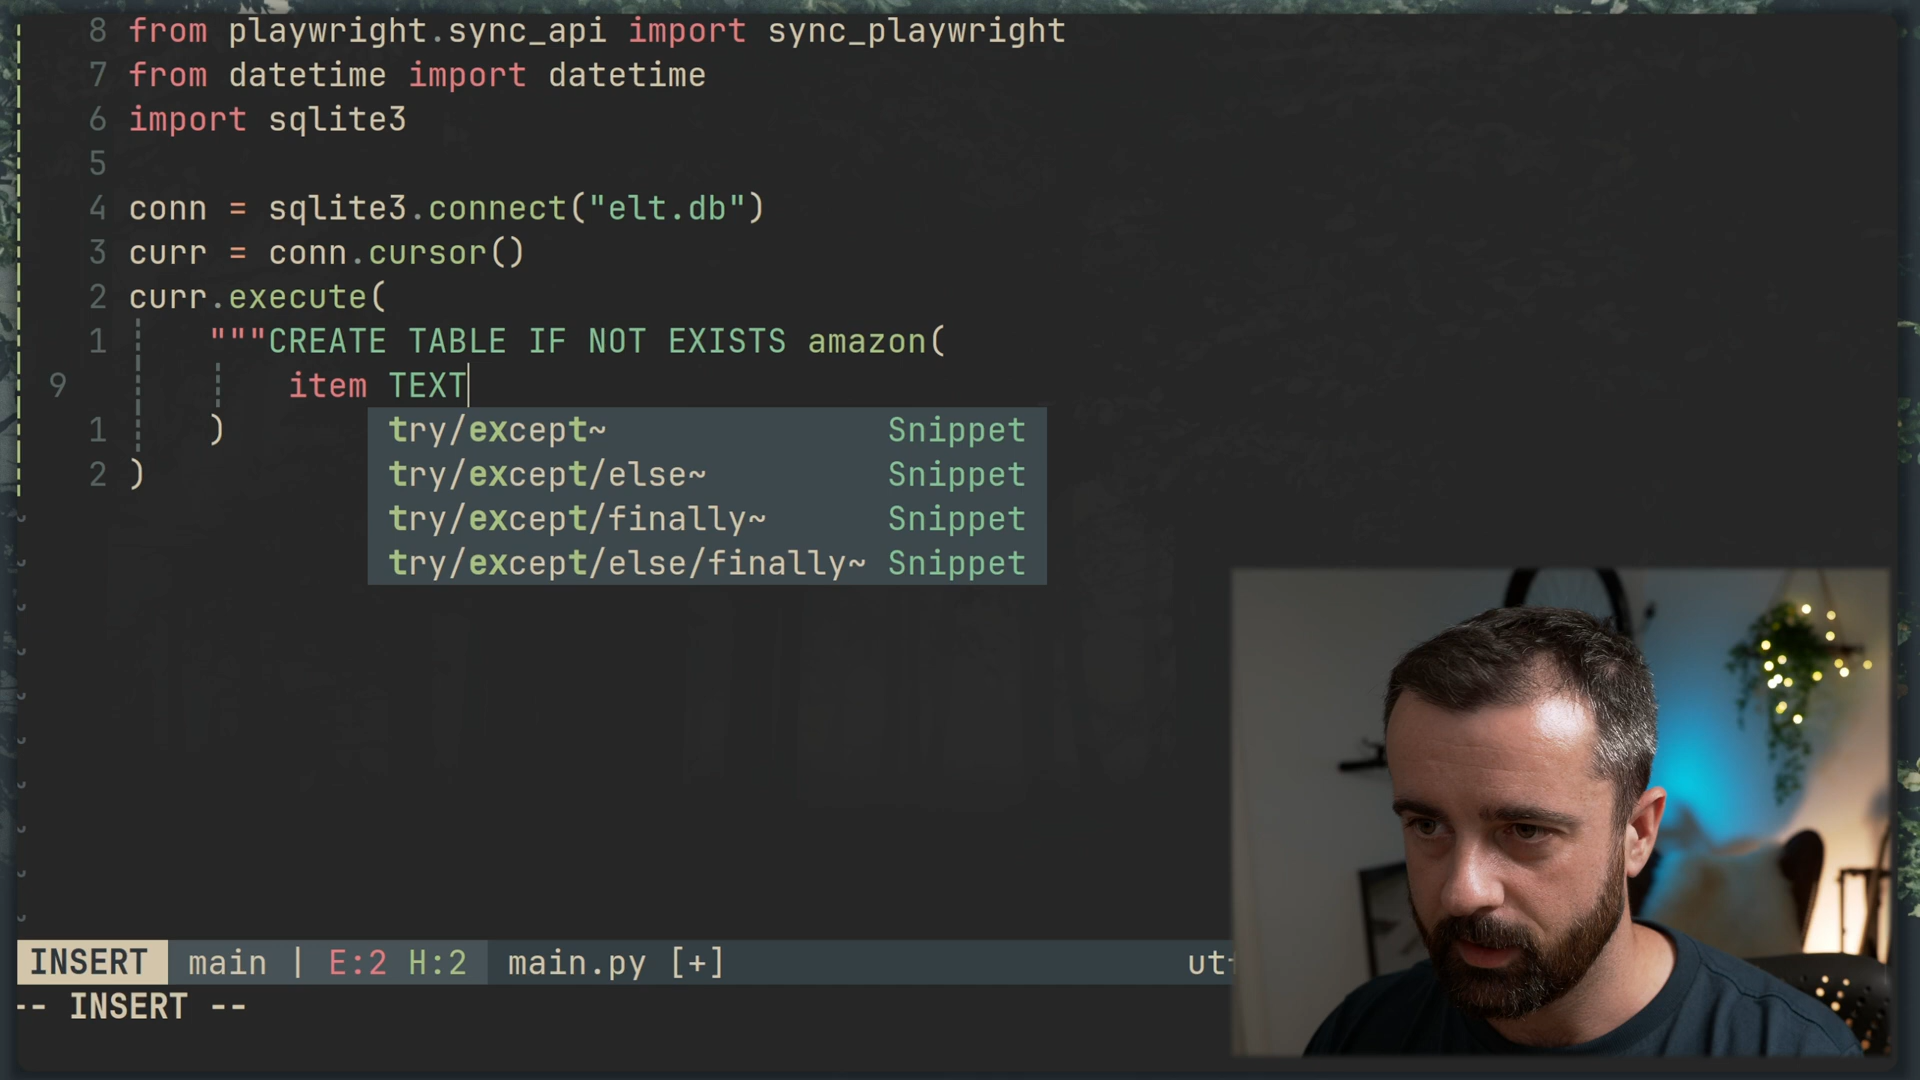 8 from playwright.sync_api import sync_playwright
7 from datetime import datetime
6 import sqlite3
5
4 conn = sqlite3.connect("elt.db")
3 curr = conn.cursor()
2 curr.execute(
1 """CREATE TABLE IF NOT EXISTS amazon(
9 item TEXT
try/except~ Snippet
1 )
try/except/else~ Snippet
2 )
try/except/finally~ Snippet
try/except/else/finally~ Snippet
INSERT main | E:2 H:2 main.py [+]
-- INSERT --